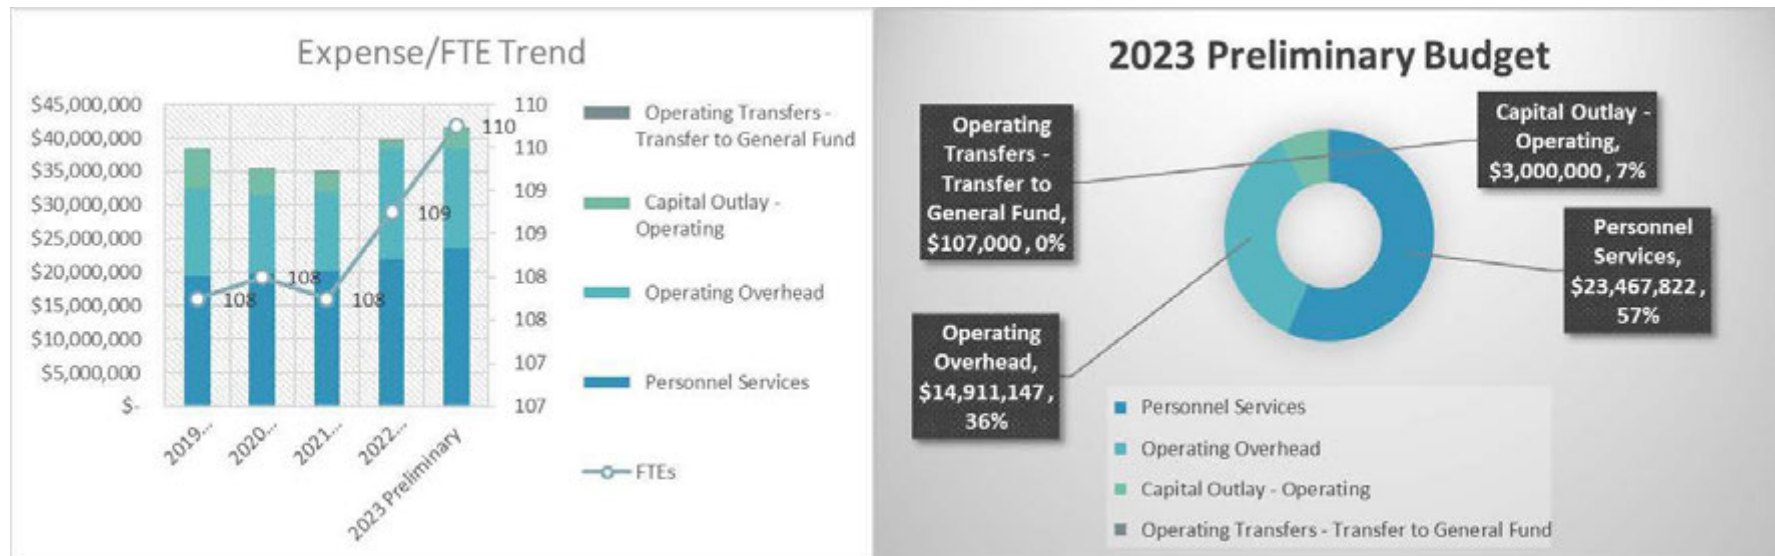 Expense/FTE Trend
$45,000,000
$40,000,000
$35,000,000
$30,000,000
$25,000,000
$20,000,000
$15,000,000
$10,000,000
$5,000,000
$-
108
108
108
109
110
110
110
109
109
108
108
107
107
2019...
2020...
2021...
2022...
2023 Preliminary
Operating Transfers -
Transfer to General Fund
Capital Outlay -
Operating
Operating Overhead
Personnel Services
FTEs
2023 Preliminary Budget
Operating
Transfers -
Transfer to
General Fund,
$107,000 , 0%
Capital Outlay -
Operating,
$3,000,000 , 7%
Personnel
Services,
$23,467,822 ,
57%
Operating
Overhead,
$14,911,147 ,
36%
Personnel Services
Operating Overhead
Capital Outlay - Operating
Operating Transfers - Transfer to General Fund